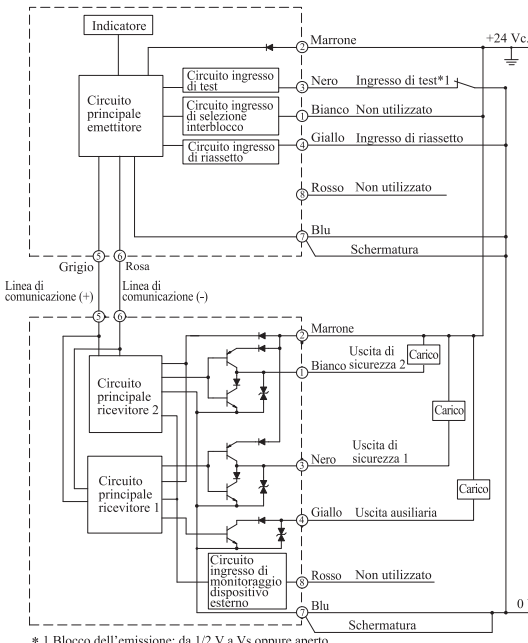 Indicatore
2 Marrone
+24 Vc.
Circuito
principale
emettitore
Circuito ingresso
di test
3 Nero Ingresso di test*1
Circuito ingresso
di selezione
interblocco
1 Bianco Non utilizzato
Circuito ingresso
di riassetto
4 Giallo Ingresso di riassetto
8 Rosso Non utilizzato
7 Blu
Schermatura
Grigio 5 6 Rosa
Linea di
comunicazione (+)
Linea di
comunicazione (-)
5 6
2 Marrone
Circuito
principale
ricevitore 2
1 Bianco
Uscita di
sicurezza 2
Carico
Carico
Circuito
principale
ricevitore 1
3 Nero
Uscita di
sicurezza 1
Carico
4 Giallo Uscita ausiliaria
Circuito
ingresso di
monitoraggio
dispositivo
esterno
8 Rosso Non utilizzato
7 Blu
0
Schermatura
* 1 Blocco dell'emissione: da 1/2 V a Vs oppure aperto